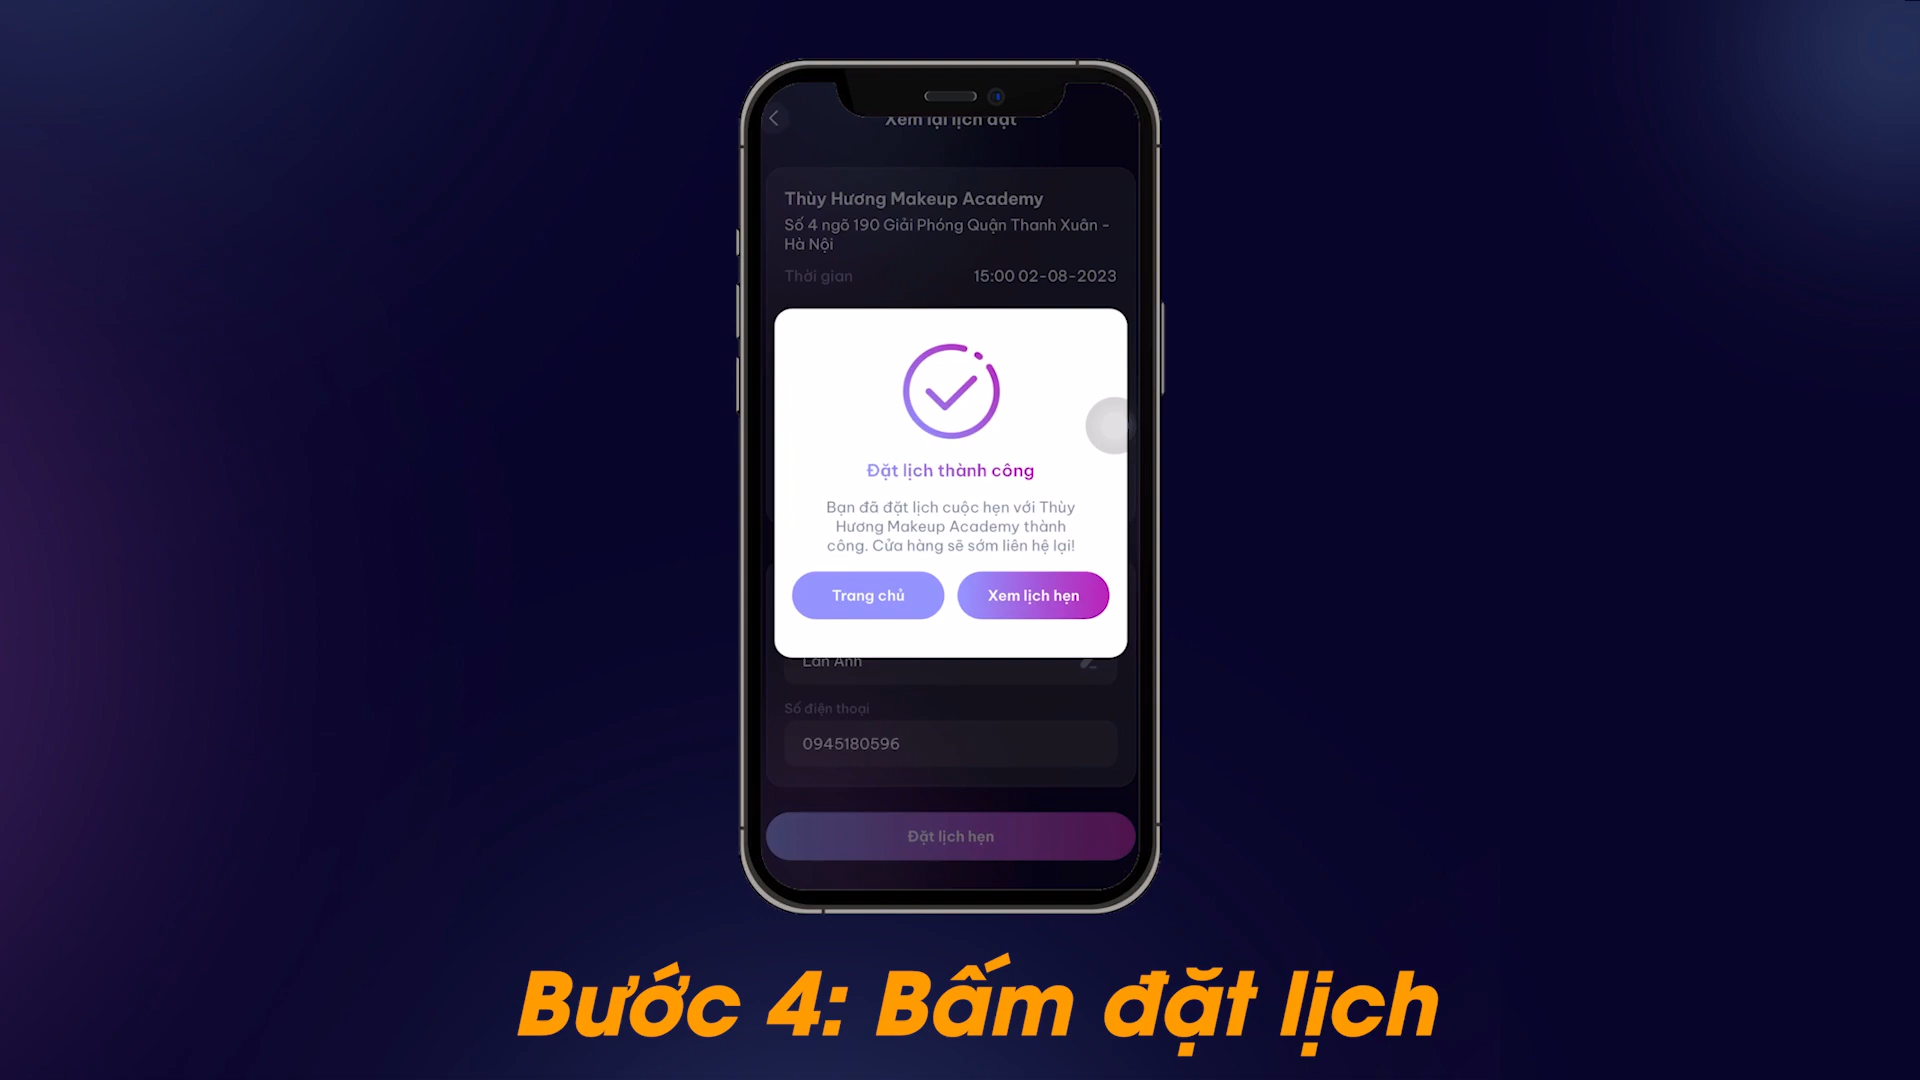 Xem lại lịch đặt
Thùy Hương Makeup Academy
Số 4 ngõ 190 Giải Phóng Quận Thanh Xuân -
Hà Nội
Thời gian 15:00 02-08-2023
Đặt lịch thành công
Bạn đã đặt lịch cuộc hẹn với Thùy
Hương Makeup Academy thành
công. Cửa hàng sẽ sớm liên hệ lại!
Trang chủ Xem lịch hẹn
Lan Anh
Số điện thoại
0945180596
Đặt lịch hẹn
Bước 4: Bấm đặt lịch